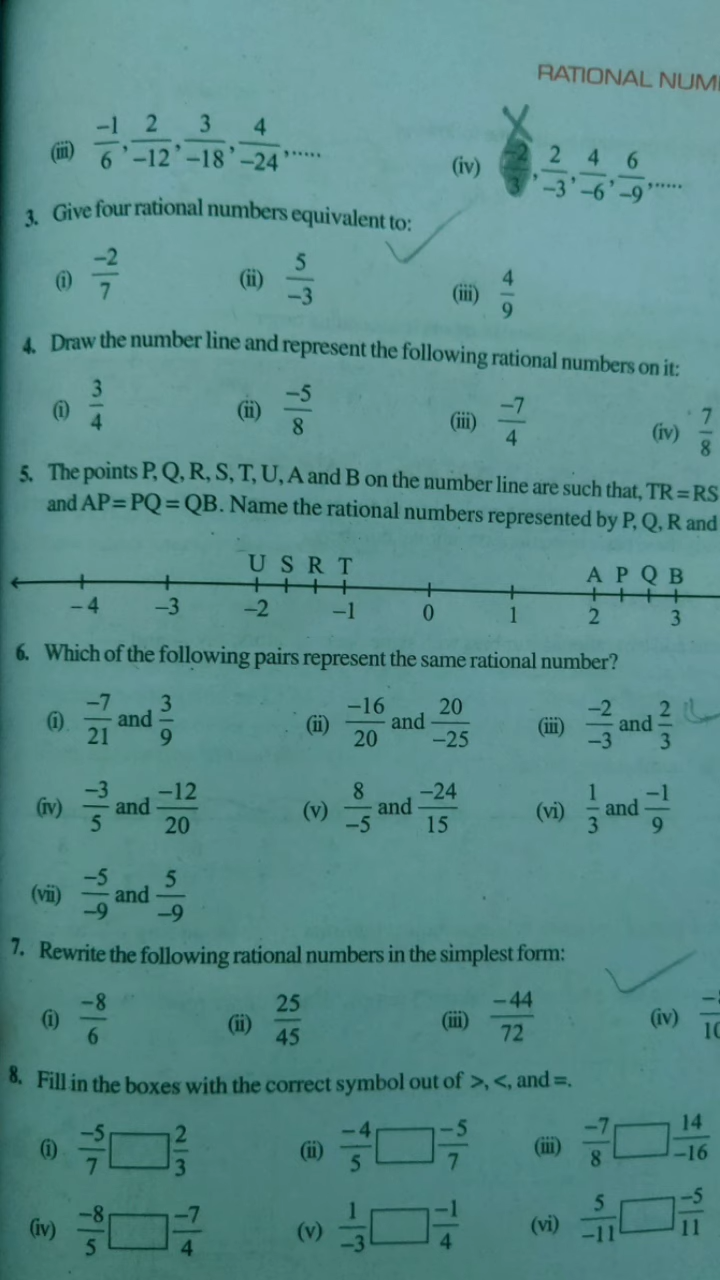 RATIONAL NUM
(iii) -1/6, 2/-12, 3/-18, 4/-24, ..... (iv) -2/3, 2/-3, 4/-6, 6/-9, .....
3. Give four rational numbers equivalent to:
(i) -2/7 (ii) 5/-3 (iii) 4/9
4. Draw the number line and represent the following rational numbers on it:
(i) 3/4 (ii) -5/8 (iii) -7/4 (iv) 7/8
5. The points P, Q, R, S, T, U, A and B on the number line are such that, TR = RS
and AP = PQ = QB. Name the rational numbers represented by P, Q, R and
U S R T A P Q B
-4 -3 -2 -1 0 1 2 3
6. Which of the following pairs represent the same rational number?
(i) -7/21 and 3/9 (ii) -16/20 and 20/-25 (iii) -2/-3 and 2/3
(iv) -3/5 and -12/20 (v) 8/-5 and -24/15 (vi) 1/3 and -1/9
(vii) -5/-9 and 5/-9
7. Rewrite the following rational numbers in the simplest form:
(i) -8/6 (ii) 25/45 (iii) -44/72 (iv)
8. Fill in the boxes with the correct symbol out of >, <, and =.
(i) -5/7 □ 2/3 (ii) -4/5 □ -5/7 (iii) -7/8 □ 14/-16
(iv) -8/5 □ -7/4 (v) 1/-3 □ -1/4 (vi) 5/-11 □ -5/11